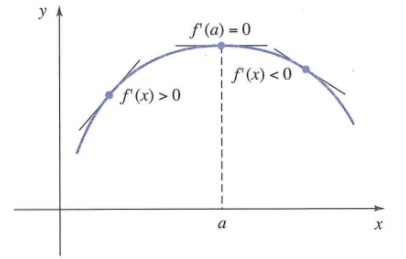 y
f'(a) = 0
f'(x) < 0
f'(x) > 0
a
x